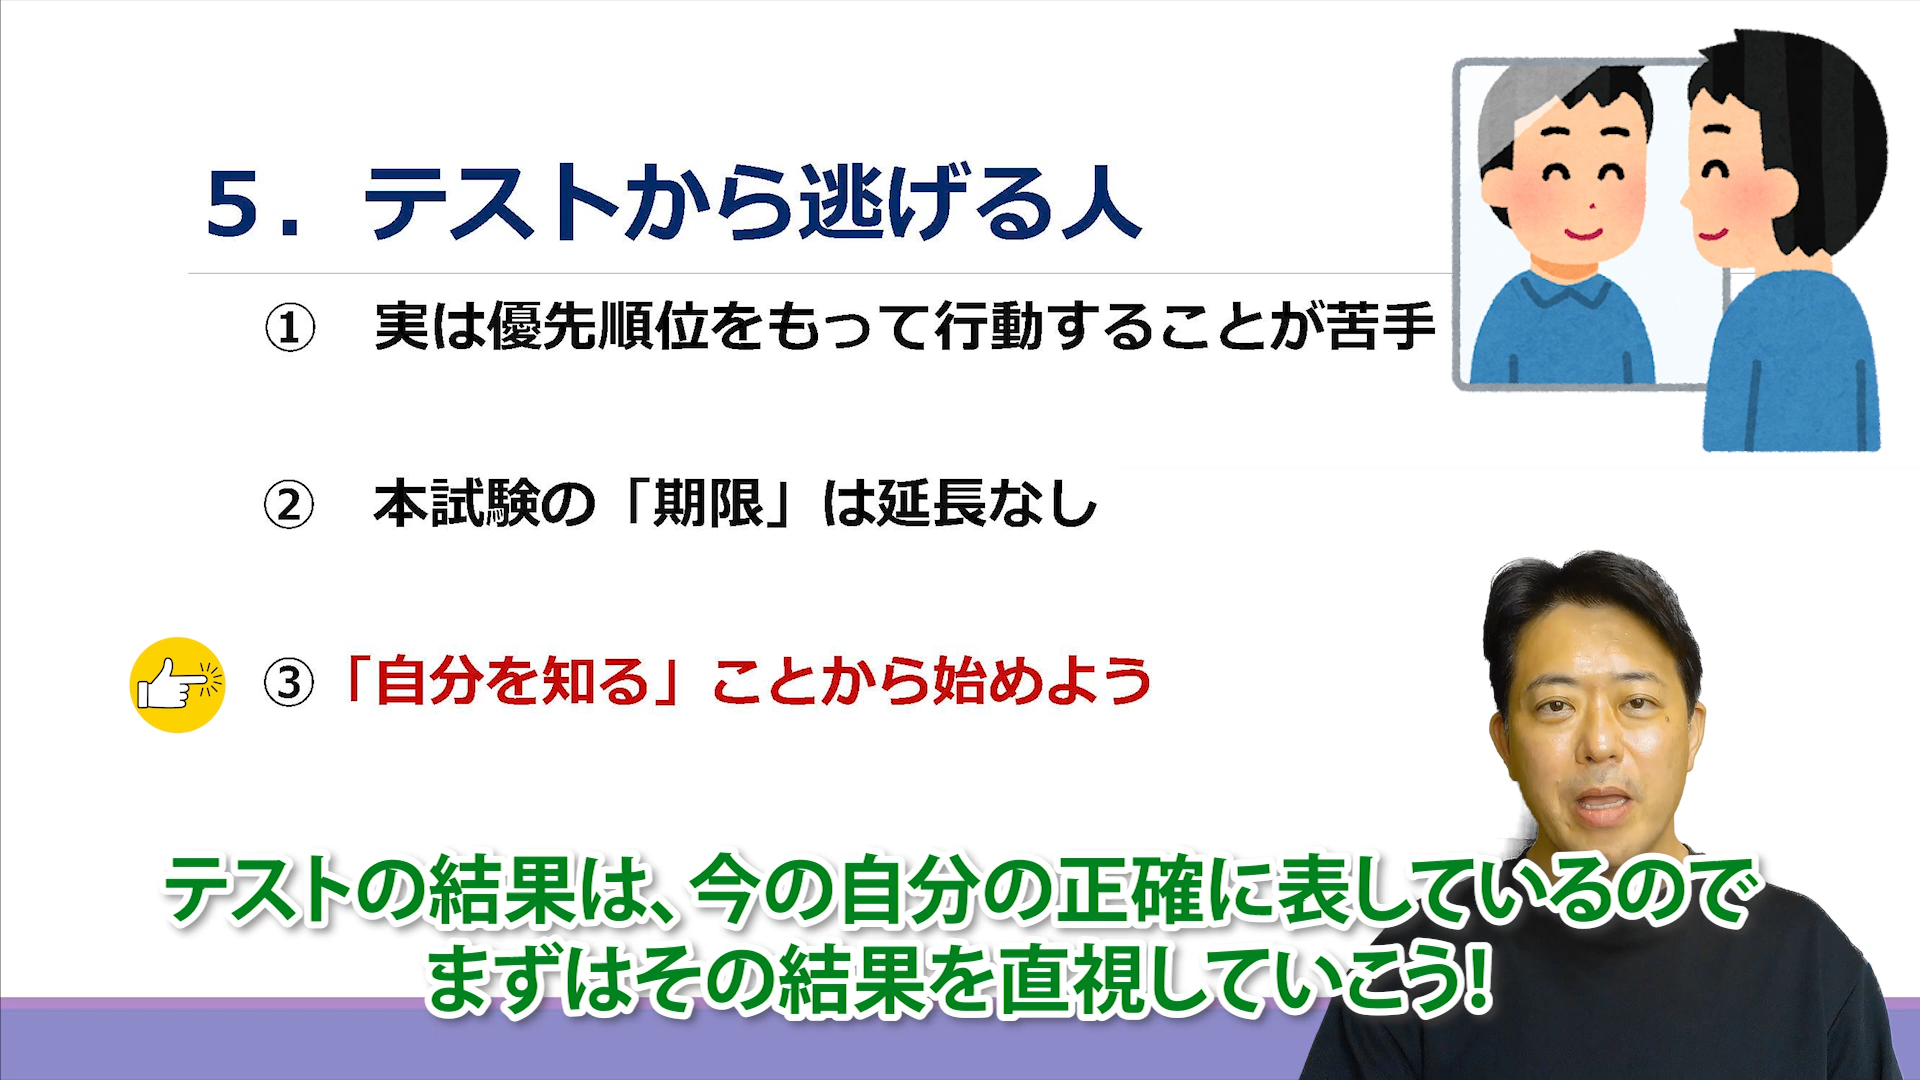 5．テストから逃げる人
① 実は優先順位をもって行動することが苦手
② 本試験の「期限」は延長なし
③「自分を知る」ことから始めよう
テストの結果は、今の自分の正確に表しているので
まずはその結果を直視していこう!